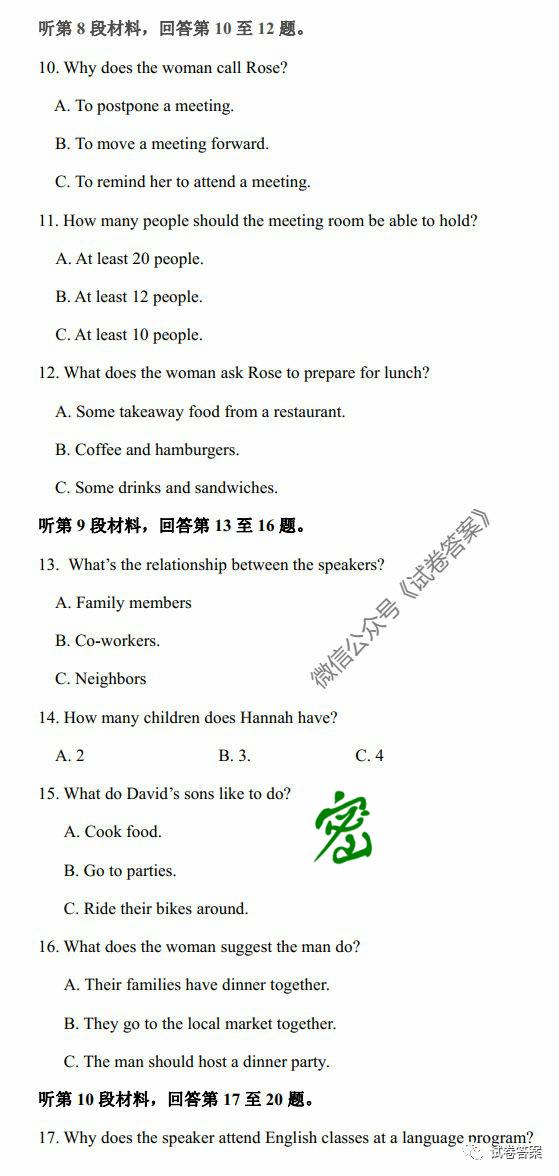 听第 8 段材料，回答第 10 至 12 题。
10. Why does the woman call Rose?
A. To postpone a meeting.
B. To move a meeting forward.
C. To remind her to attend a meeting.
11. How many people should the meeting room be able to hold?
A. At least 20 people.
B. At least 12 people.
C. At least 10 people.
12. What does the woman ask Rose to prepare for lunch?
A. Some takeaway food from a restaurant.
B. Coffee and hamburgers.
C. Some drinks and sandwiches.
听第 9 段材料，回答第 13 至 16 题。
13. What's the relationship between the speakers?
A. Family members
B. Co-workers.
C. Neighbors
微信公众号《试卷答案》
14. How many children does Hannah have?
A. 2 B. 3. C. 4
15. What do David's sons like to do?
A. Cook food.
密
B. Go to parties.
C. Ride their bikes around.
16. What does the woman suggest the man do?
A. Their families have dinner together.
B. They go to the local market together.
C. The man should host a dinner party.
听第 10 段材料，回答第 17 至 20 题。
17. Why does the speaker attend English classes at a language program?
试卷答案